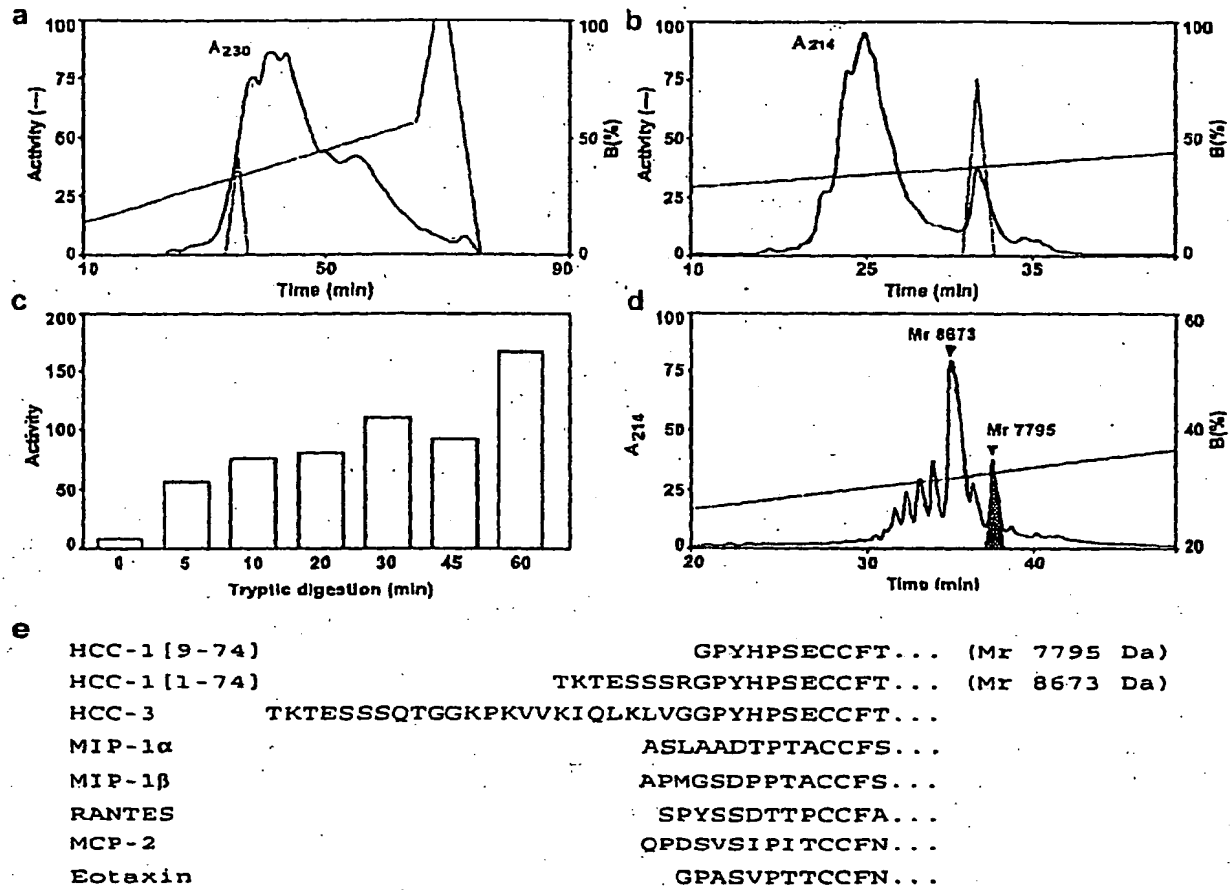 a
b
100
75
50
25
0
Activity (---)
A230
100
50
0
B(%)
10
50
90
Time (min)
100
75
50
25
0
Activity (---)
A214
100
50
0
B(%)
10
25
35
Time (min)
c
d
200
150
100
50
0
Activity
0
5
10
20
30
45
60
Tryptic digestion (min)
100
75
50
25
0
A214
Mr 8673
Mr 7795
60
40
20
B(%)
20
30
40
Time (min)
e
HCC-1[9-74] GPYHPSECCFT... (Mr 7795 Da)
HCC-1[1-74] TKTESSSRGPYHPSECCFT... (Mr 8673 Da)
HCC-3 TKTESSSQTGGKPKVVKIQLKLVGGPYHPSECCFT...
MIP-1α ASLAADTPTACCFS...
MIP-1β APMGSDPPTACCFS...
RANTES SPYSSDTTPCCFA...
MCP-2 QPDSVSIPITCCFN...
Eotaxin GPASVPTTCCFN...